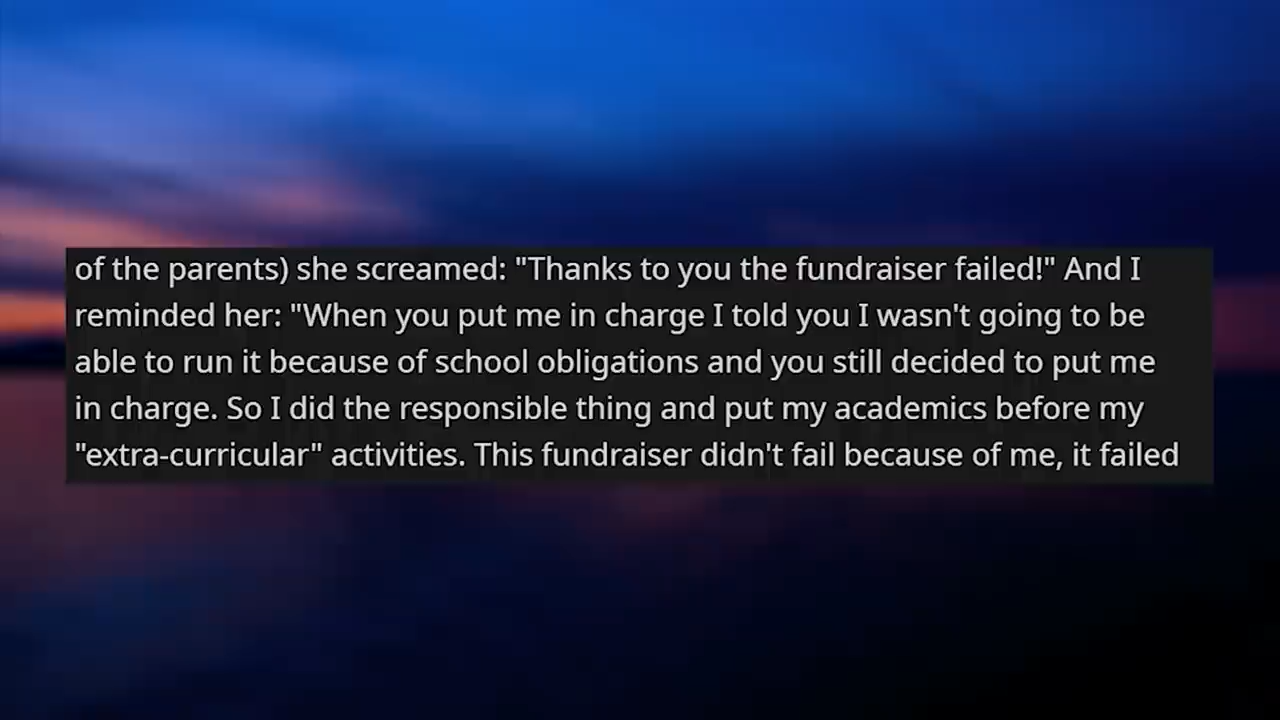 of the parents) she screamed: "Thanks to you the fundraiser failed!" And I
reminded her: "When you put me in charge I told you I wasn't going to be
able to run it because of school obligations and you still decided to put me
in charge. So I did the responsible thing and put my academics before my
"extra-curricular" activities. This fundraiser didn't fail because of me, it failed